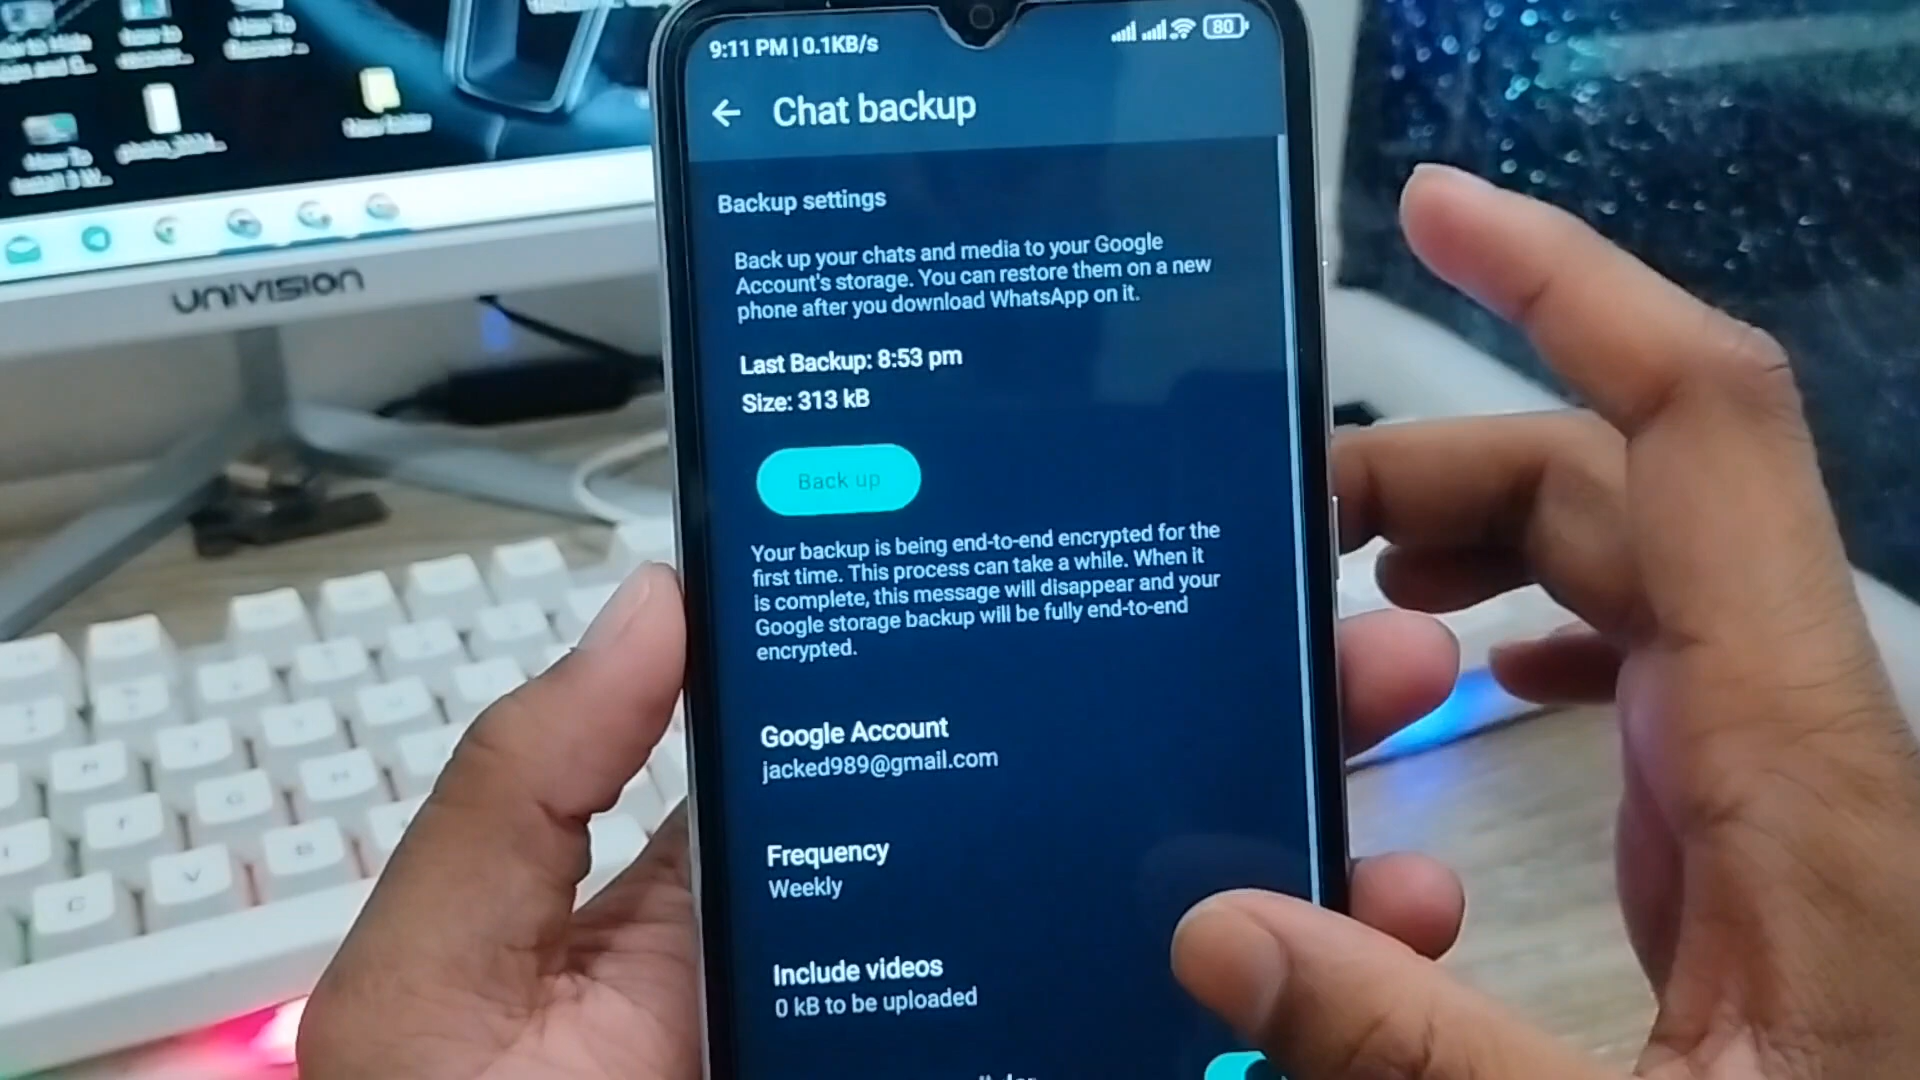 9:11 PM | 0.1KB/s
80
Chat backup
Backup settings
Back up your chats and media to your Google
Account's storage. You can restore them on a new
phone after you download WhatsApp on it.
Last Backup: 8:53 pm
Size: 313 kB
Back up
Your backup is being end-to-end encrypted for the
first time. This process can take a while. When it
is complete, this message will disappear and your
Google storage backup will be fully end-to-end
encrypted.
Google Account
jacked989@gmail.com
Frequency
Weekly
Include videos
0 kB to be uploaded
UNIVISION
New folder
C
V